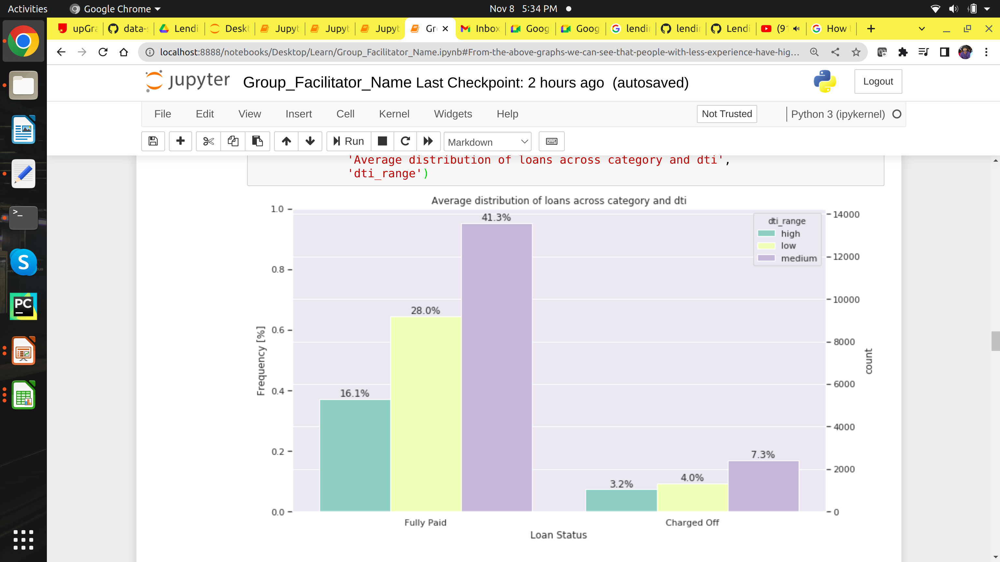 Activities
Google Chrome
Nov 8 5:34 PM
upGra
data-s
Lendi
Deskt
Jupyt
Jupyt
Jupyt
Gr
Inbox
Goog
Goog
lendin
lendin
Lendi
(91
How
localhost:8888/notebooks/Desktop/Learn/Group_Facilitator_Name.ipynb#From-the-above-graphs-we-can-see-that-people-with-less-experience-have-hig…
jupyter
Group_Facilitator_Name Last Checkpoint: 2 hours ago (autosaved)
Logout
File Edit View Insert Cell Kernel Widgets Help
Not Trusted
Python 3 (ipykernel)
Run
Markdown
'Average distribution of loans across category and dti',
'dti_range')
Average distribution of loans across category and dti
1.0
0.8
0.6
0.4
0.2
0.0
Frequency [%]
16.1%
28.0%
41.3%
3.2%
4.0%
7.3%
dti_range
high
low
medium
14000
12000
10000
8000
6000
4000
2000
0
count
Fully Paid
Charged Off
Loan Status
S
PC
>_